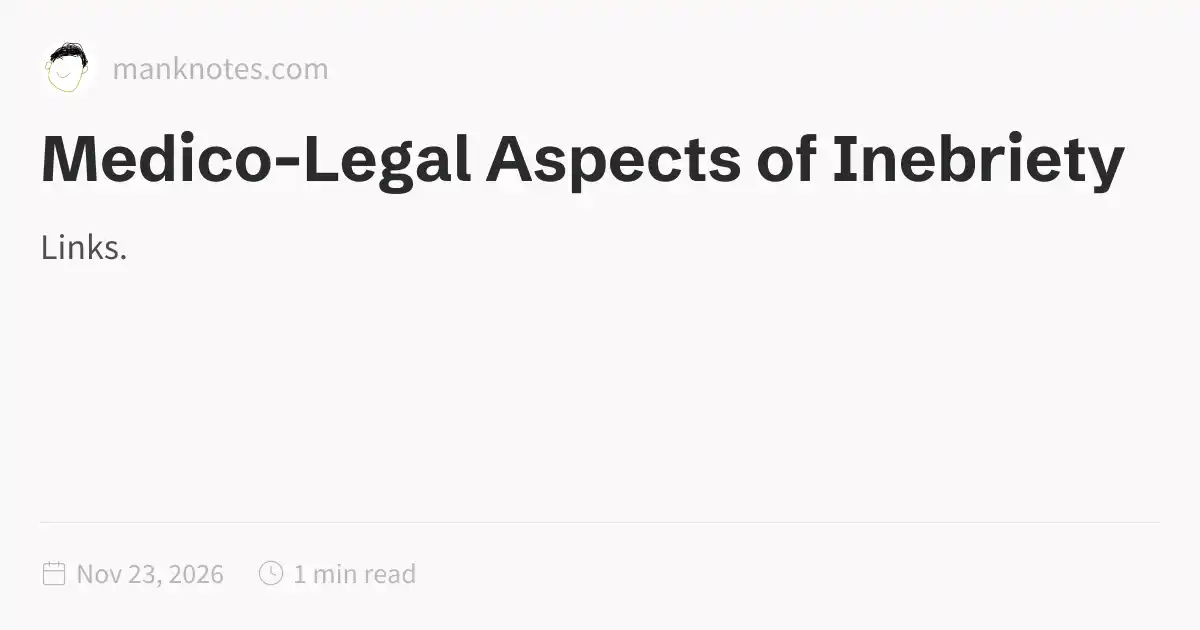 manknotes.com
Medico-Legal Aspects of Inebriety
Links.
Nov 23, 2026 1 min read